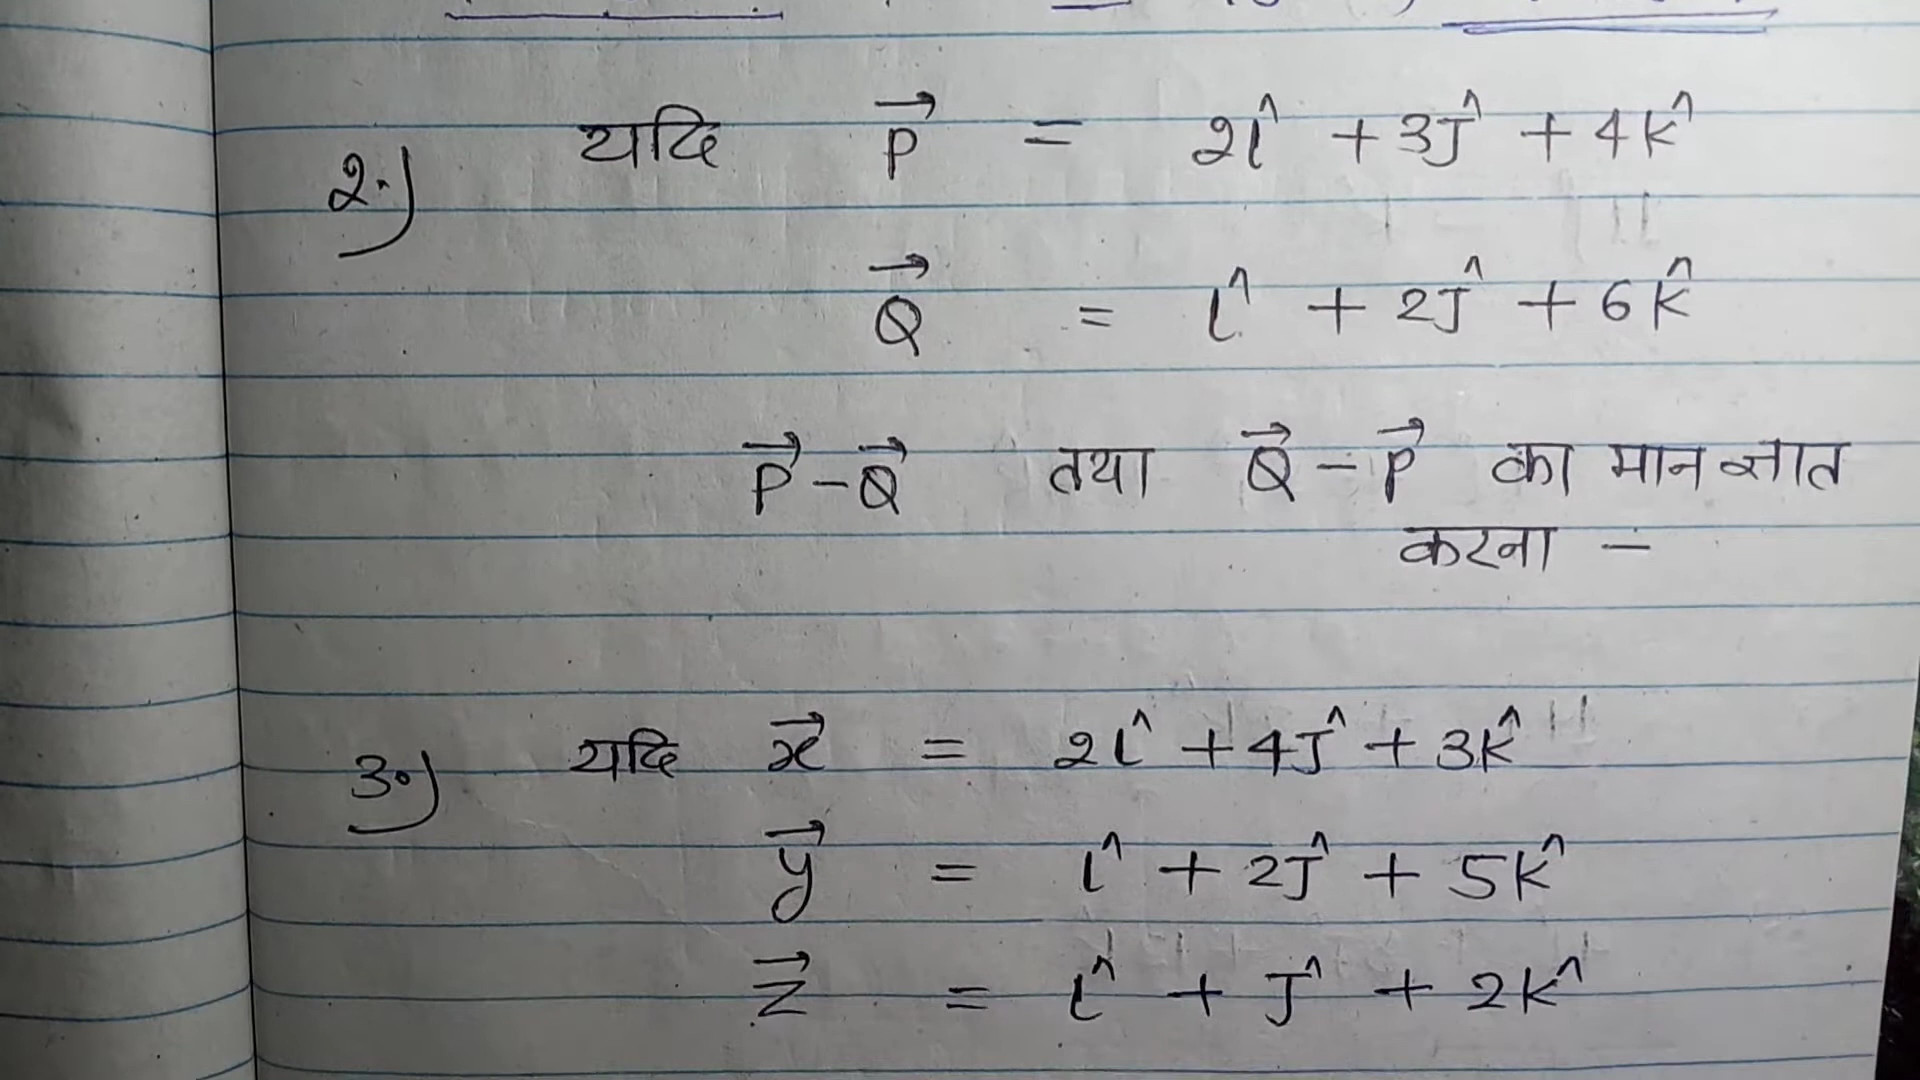 2.) यदि P⃗ = 2î + 3ĵ + 4k̂
Q⃗ = î + 2ĵ + 6k̂
P⃗ - Q⃗ तथा Q⃗ - P⃗ का मान ज्ञात
करना -
3.) यदि x⃗ = 2î + 4ĵ + 3k̂
y⃗ = î + 2ĵ + 5k̂
z⃗ = î + ĵ + 2k̂